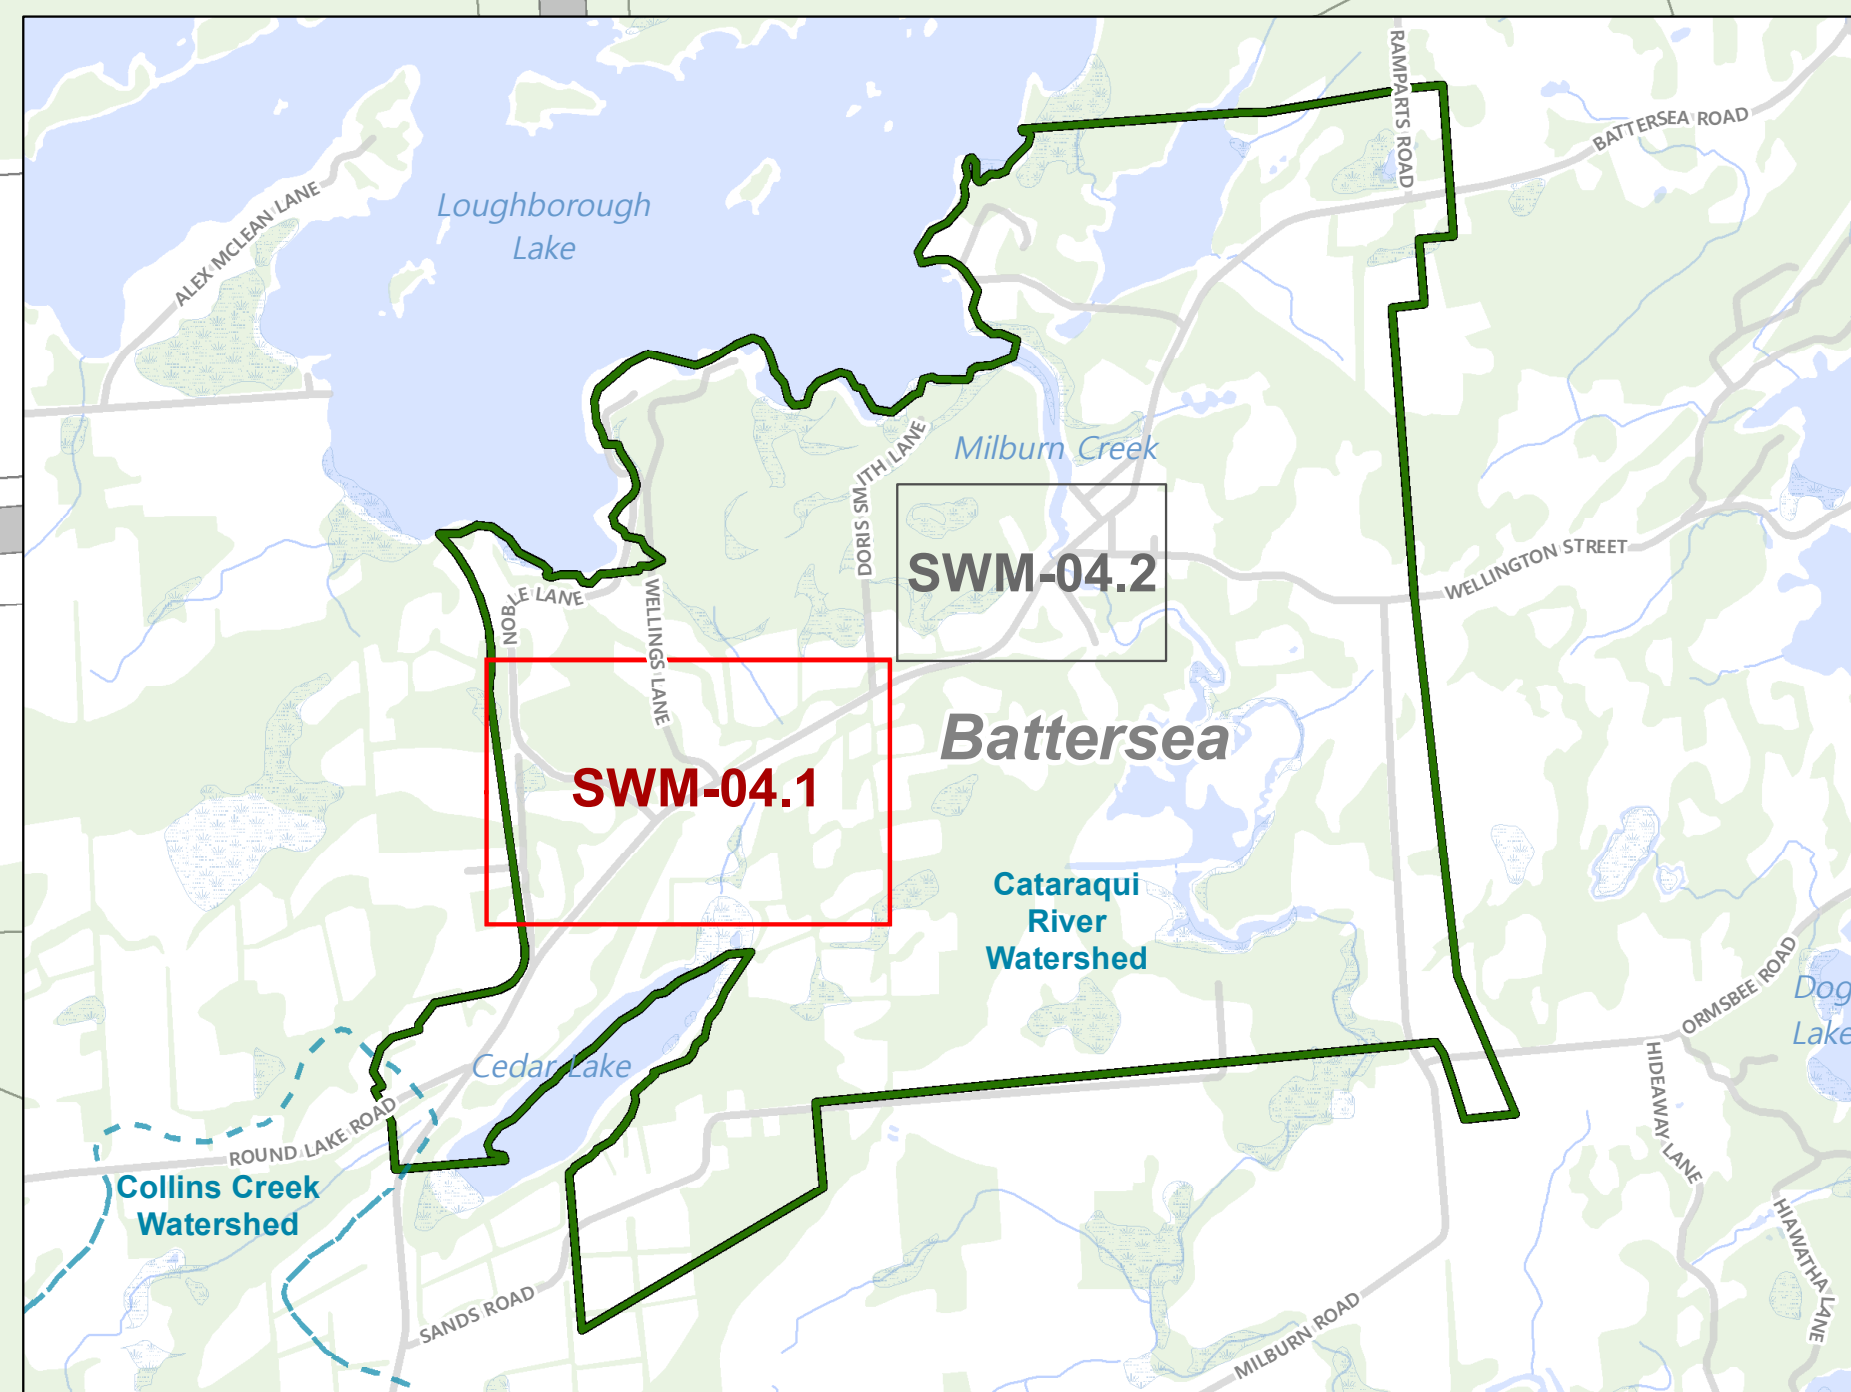 RAMPARTS ROAD
BATTERSEA ROAD
ALEX MCLEAN LANE
Loughborough
Lake
Milburn Creek
DORIS SMITH LANE
SWM-04.2
WELLINGTON STREET
NOBLE LANE
WELLINGS LANE
Battersea
SWM-04.1
Cataraqui
River
Watershed
ORMSBEE ROAD
Dog
Lake
Cedar Lake
HIDEAWAY LANE
ROUND LAKE ROAD
Collins Creek
Watershed
HIAWATHA LANE
SANDS ROAD
MILBURN ROAD